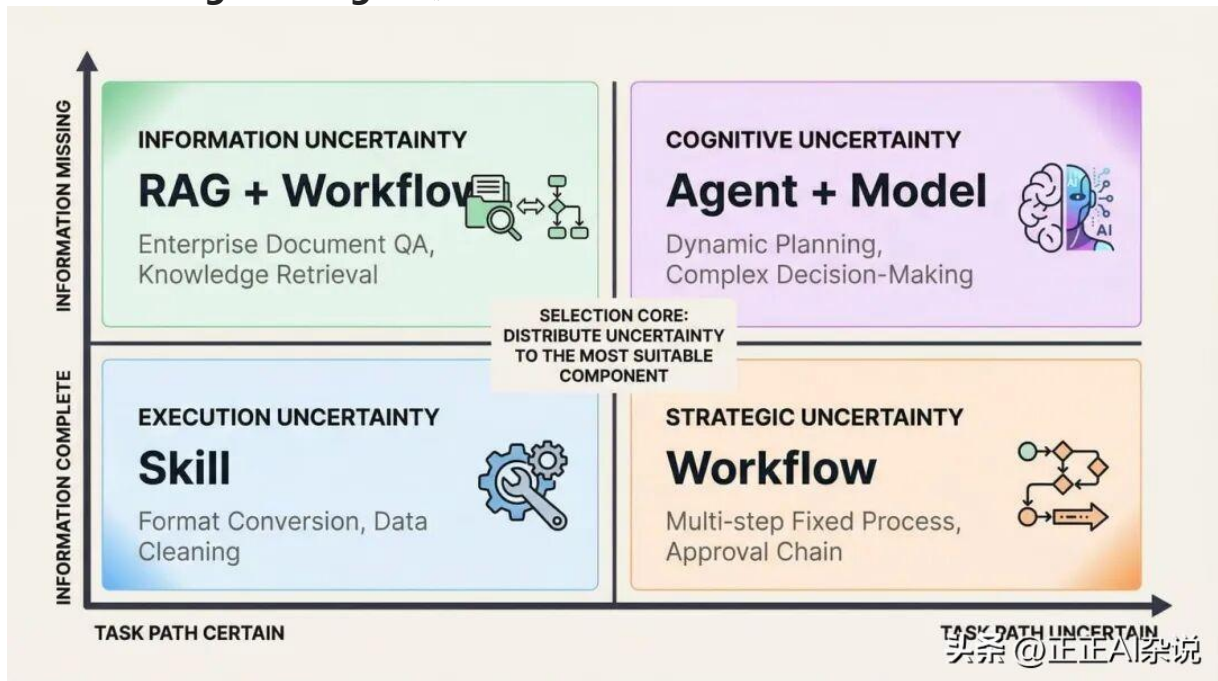 INFORMATION MISSING
INFORMATION COMPLETE
INFORMATION UNCERTAINTY
RAG + Workflow
Enterprise Document QA,
Knowledge Retrieval
COGNITIVE UNCERTAINTY
Agent + Model
Dynamic Planning,
Complex Decision-Making
AI
AI
SELECTION CORE:
DISTRIBUTE UNCERTAINTY
TO THE MOST SUITABLE
COMPONENT
EXECUTION UNCERTAINTY
Skill
Format Conversion, Data
Cleaning
STRATEGIC UNCERTAINTY
Workflow
Multi-step Fixed Process,
Approval Chain
TASK PATH CERTAIN
TASK PATH UNCERTAIN
头条 @正正AI杂说